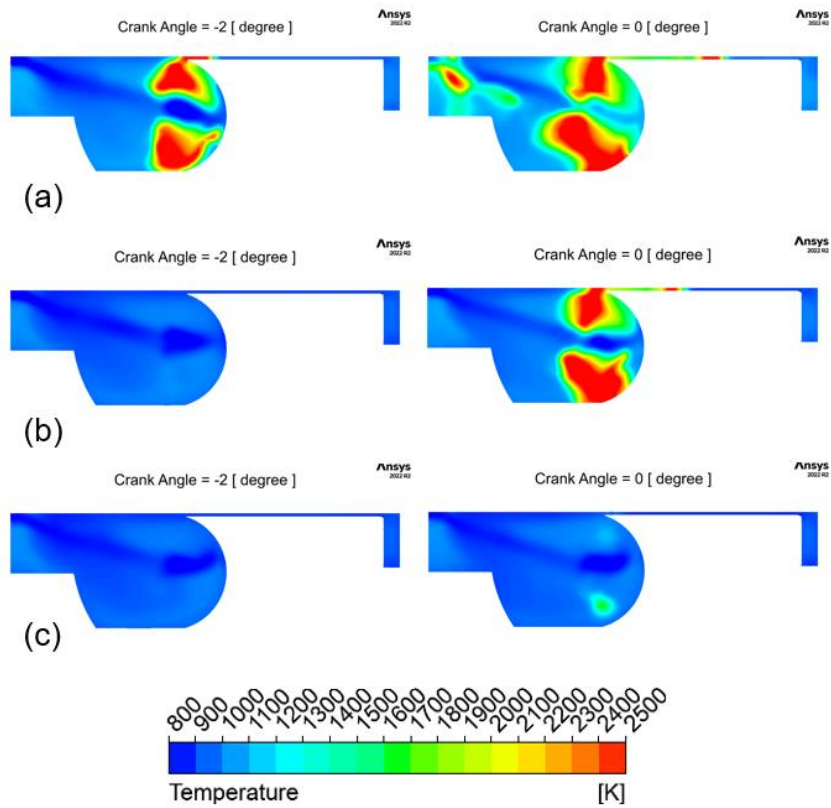 Ansys
2022 R2
Crank Angle = -2 [ degree ]
Ansys
2022 R2
Crank Angle = 0 [ degree ]
(a)
Ansys
2022 R2
Crank Angle = -2 [ degree ]
Ansys
2022 R2
Crank Angle = 0 [ degree ]
(b)
Ansys
2022 R2
Crank Angle = -2 [ degree ]
Ansys
2022 R2
Crank Angle = 0 [ degree ]
(c)
800 900 1000 1100 1200 1300 1400 1500 1600 1700 1800 1900 2000 2100 2200 2300 2400 2500
Temperature [K]